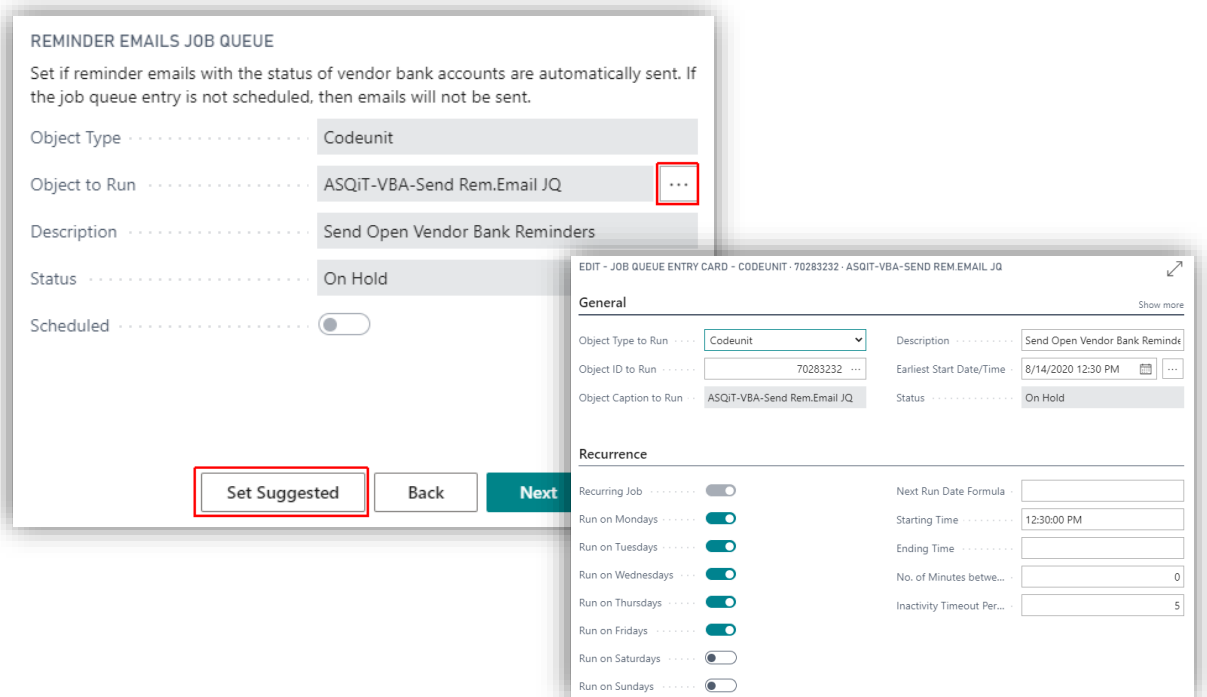 REMINDER EMAILS JOB QUEUE
Set if reminder emails with the status of vendor bank accounts are automatically sent. If
the job queue entry is not scheduled, then emails will not be sent.
Object Type Codeunit
Object to Run ASQiT-VBA-Send Rem.Email JQ ...
Description Send Open Vendor Bank Reminders
Status On Hold
Scheduled
Set Suggested Back Next
EDIT - JOB QUEUE ENTRY CARD - CODEUNIT · 70283232 · ASQIT-VBA-SEND REM.EMAIL JQ
General Show more
Object Type to Run Codeunit Description Send Open Vendor Bank Reminde
Object ID to Run 70283232 ... Earliest Start Date/Time 8/14/2020 12:30 PM ...
Object Caption to Run ASQiT-VBA-Send Rem.Email JQ Status On Hold
Recurrence
Recurring Job Next Run Date Formula
Run on Mondays Starting Time 12:30:00 PM
Run on Tuesdays Ending Time
Run on Wednesdays No. of Minutes betwe... 0
Run on Thursdays Inactivity Timeout Per... 5
Run on Fridays
Run on Saturdays
Run on Sundays